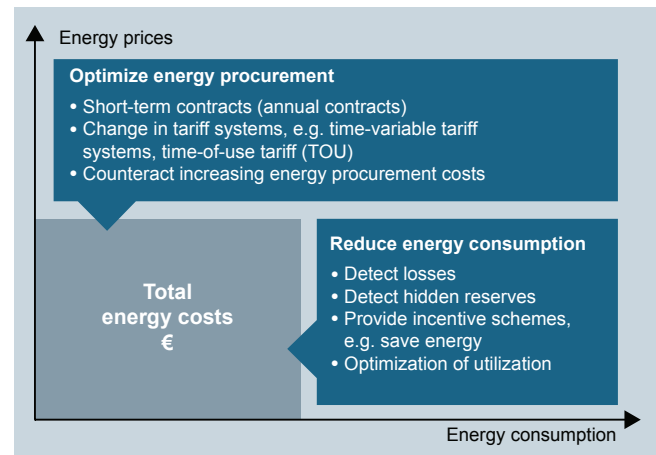 Energy prices
Optimize energy procurement
• Short-term contracts (annual contracts)
• Change in tariff systems, e.g. time-variable tariff
systems, time-of-use tariff (TOU)
• Counteract increasing energy procurement costs
Total
energy costs
€
Reduce energy consumption
• Detect losses
• Detect hidden reserves
• Provide incentive schemes,
e.g. save energy
• Optimization of utilization
Energy consumption